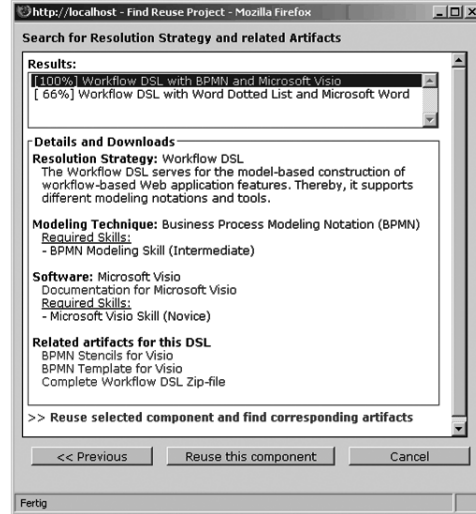 http://localhost - Find Reuse Project - Mozilla Firefox
Search for Resolution Strategy and related Artifacts
Results:
[100%] Workflow DSL with BPMN and Microsoft Visio
[ 66%] Workflow DSL with Word Dotted List and Microsoft Word
Details and Downloads
Resolution Strategy: Workflow DSL
The Workflow DSL serves for the model-based construction of
workflow-based Web application features. Thereby, it supports
different modeling notations and tools.
Modeling Technique: Business Process Modeling Notation (BPMN)
Required Skills:
- BPMN Modeling Skill (Intermediate)
Software: Microsoft Visio
Documentation for Microsoft Visio
Required Skills:
- Microsoft Visio Skill (Novice)
Related artifacts for this DSL
BPMN Stencils for Visio
BPMN Template for Visio
Complete Workflow DSL Zip-file
>> Reuse selected component and find corresponding artifacts
<< Previous Reuse this component Cancel
Fertig